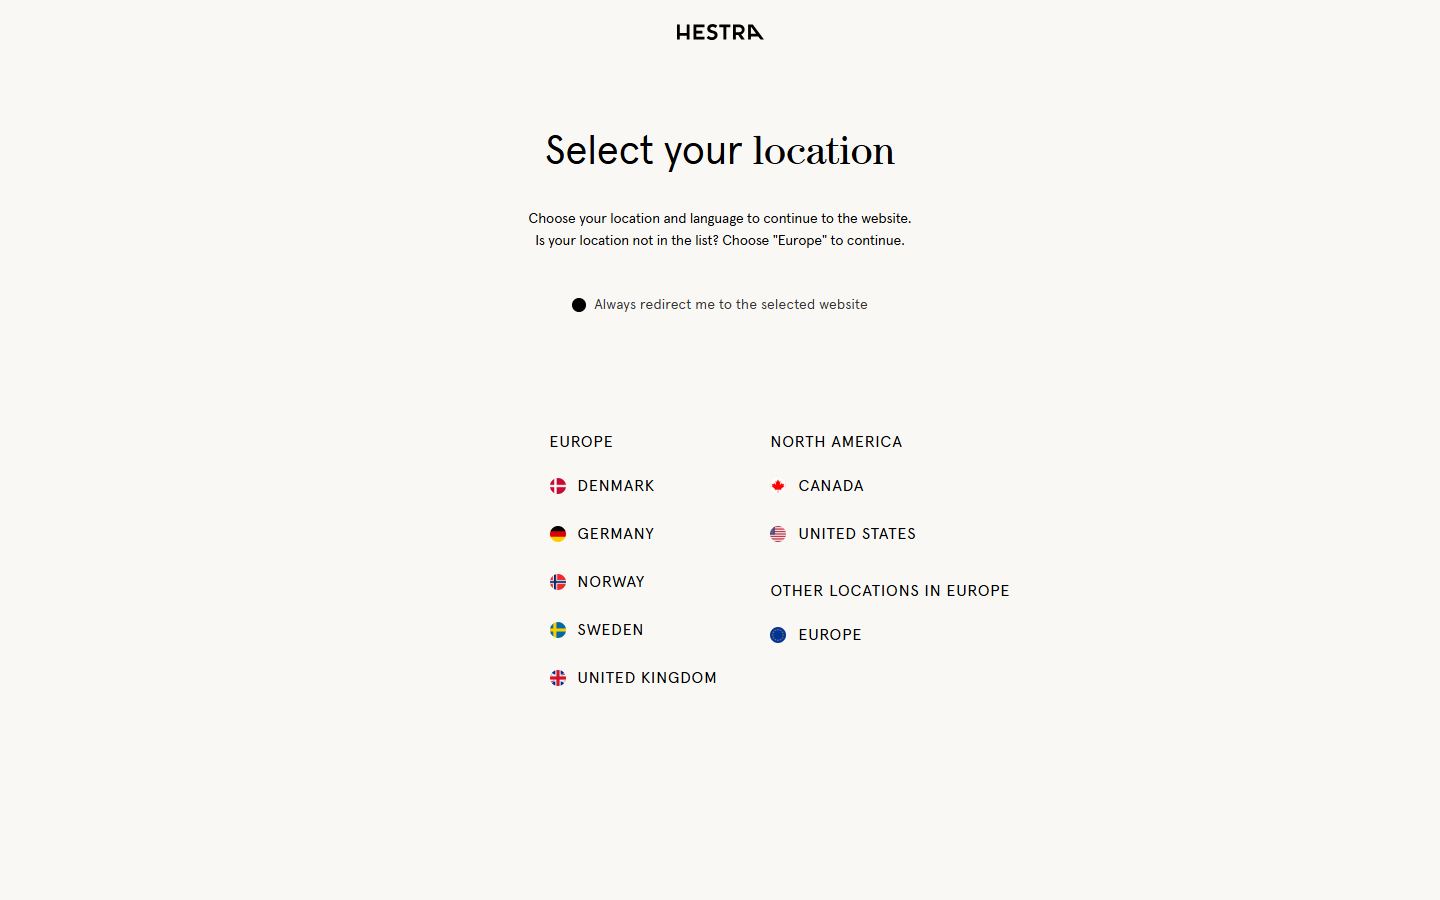 HESTRA
Select your location
Choose your location and language to continue to the website.
Is your location not in the list? Choose "Europe" to continue.
Always redirect me to the selected website
EUROPE
DENMARK
GERMANY
NORWAY
SWEDEN
UNITED KINGDOM
NORTH AMERICA
CANADA
UNITED STATES
OTHER LOCATIONS IN EUROPE
EUROPE